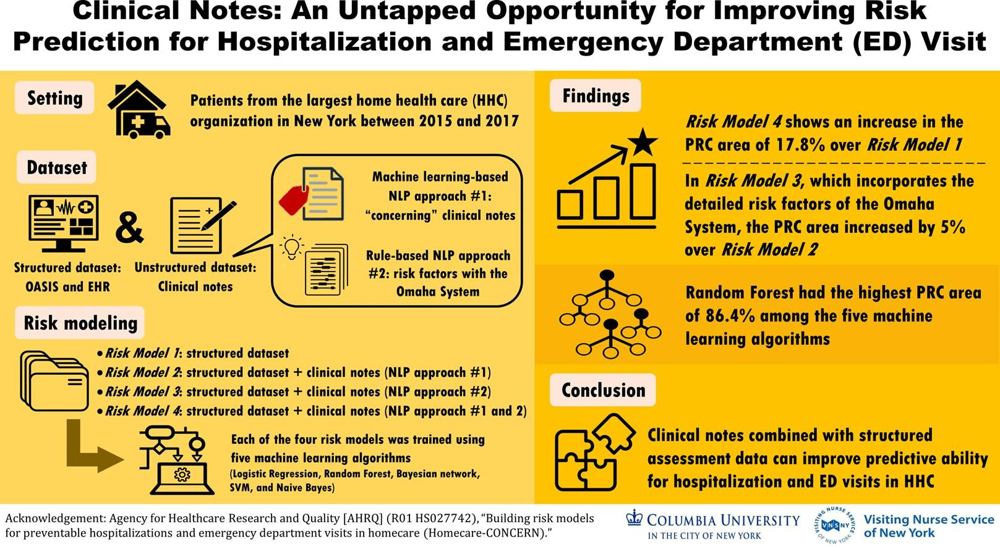 Clinical Notes: An Untapped Opportunity for Improving Risk
Prediction for Hospitalization and Emergency Department (ED) Visit
Setting
Patients from the largest home health care (HHC)
organization in New York between 2015 and 2017
Dataset
&
Structured dataset:
OASIS and EHR
Unstructured dataset:
Clinical notes
Machine learning-based
NLP approach #1:
“concerning” clinical notes
Rule-based NLP approach
#2: risk factors with the
Omaha System
Risk modeling
• Risk Model 1: structured dataset
• Risk Model 2: structured dataset + clinical notes (NLP approach #1)
• Risk Model 3: structured dataset + clinical notes (NLP approach #2)
• Risk Model 4: structured dataset + clinical notes (NLP approach #1 and 2)
Each of the four risk models was trained using
five machine learning algorithms
(Logistic Regression, Random Forest, Bayesian network,
SVM, and Naive Bayes)
Findings
Risk Model 4 shows an increase in the
PRC area of 17.8% over Risk Model 1
In Risk Model 3, which incorporates the
detailed risk factors of the Omaha
System, the PRC area increased by 5%
over Risk Model 2
Random Forest had the highest PRC area
of 86.4% among the five machine
learning algorithms
Conclusion
Clinical notes combined with structured
assessment data can improve predictive ability
for hospitalization and ED visits in HHC
Acknowledgement: Agency for Healthcare Research and Quality [AHRQ] (R01 HS027742), “Building risk models
for preventable hospitalizations and emergency department visits in homecare (Homecare-CONCERN).”
COLUMBIA UNIVERSITY
IN THE CITY OF NEW YORK
VISITING NURSE SERVICE
VNSNY
OF NEW YORK
Visiting Nurse Service
of New York